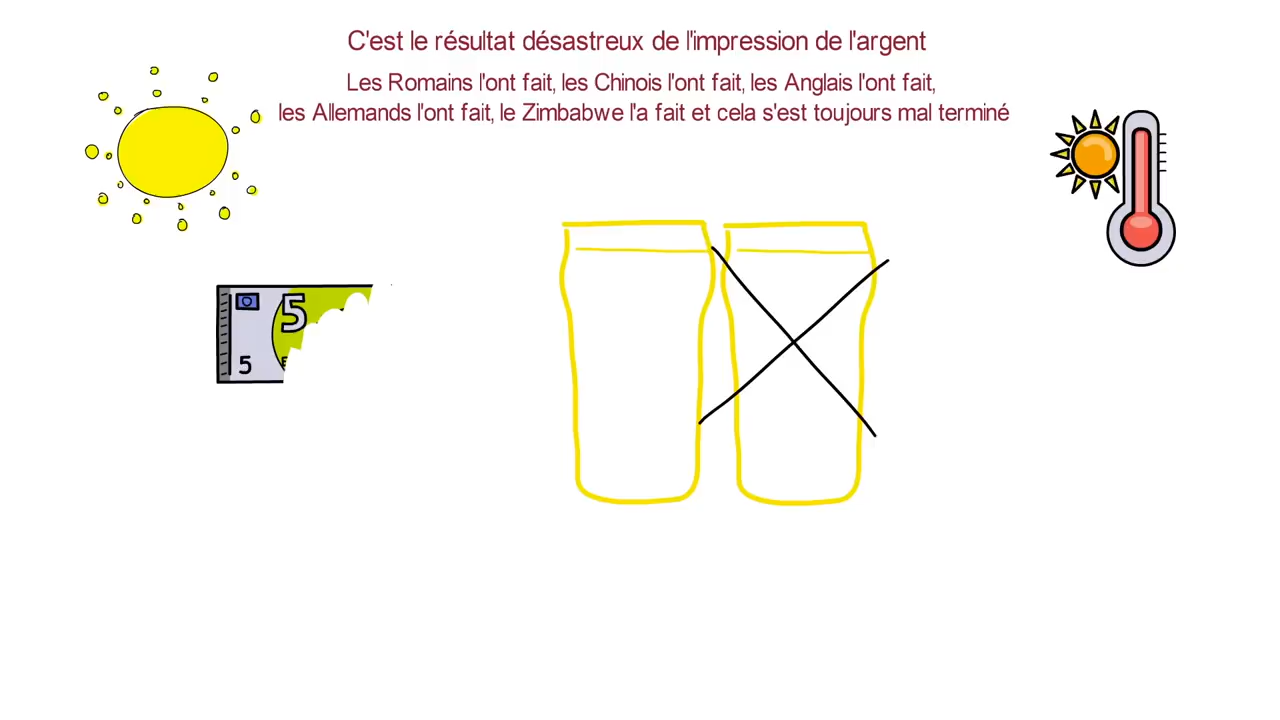 C'est le résultat désastreux de l'impression de l'argent
Les Romains l'ont fait, les Chinois l'ont fait, les Anglais l'ont fait,
les Allemands l'ont fait, le Zimbabwe l'a fait et cela s'est toujours mal terminé
5
5